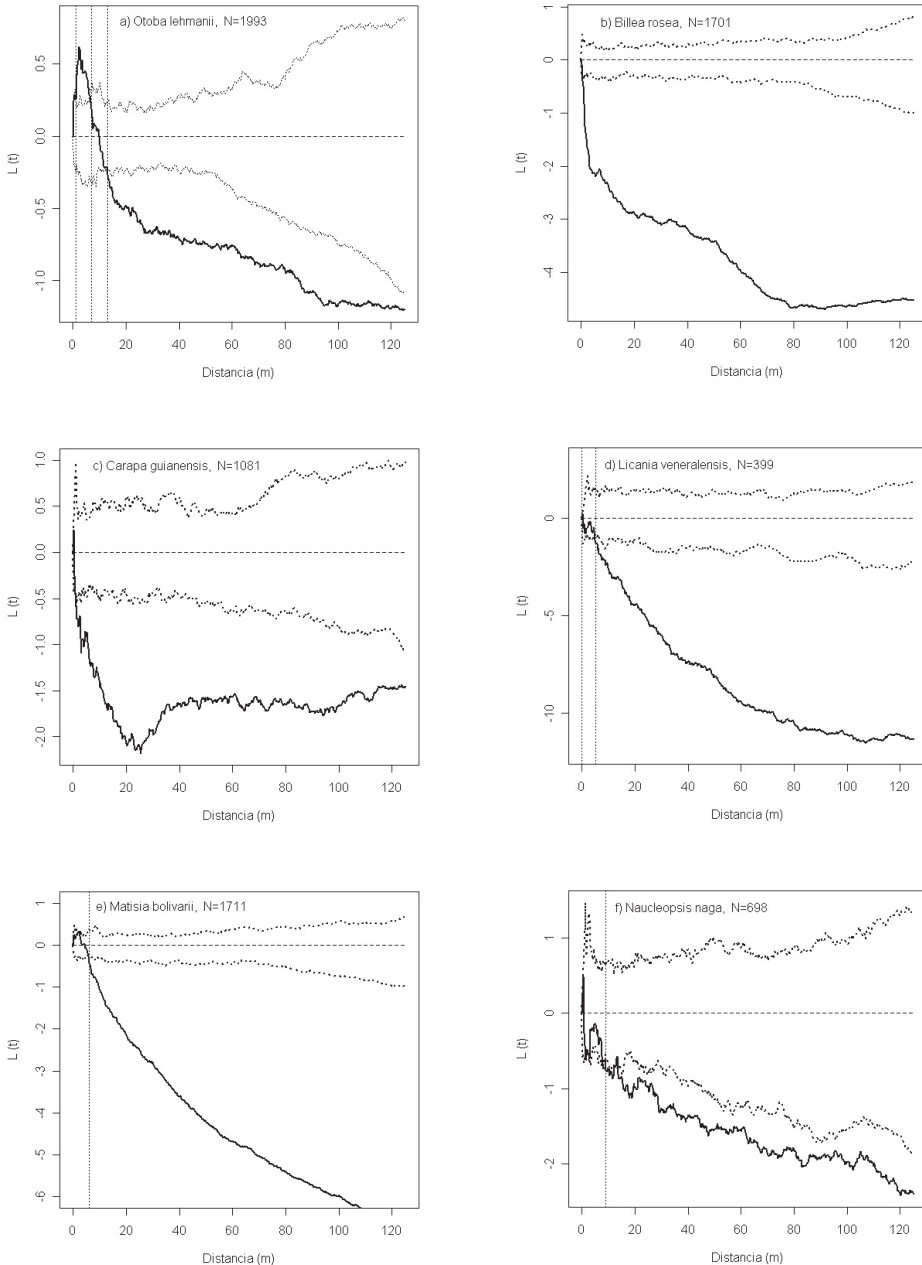 a) Otoba lehmanii, N=1993
0.5
0.0
-0.5
-1.0
L (t)
0 20 40 60 80 100 120
Distancia (m)
b) Billea rosea, N=1701
1
0
-1
-2
-3
-4
L (t)
0 20 40 60 80 100 120
Distancia (m)
c) Carapa guianensis, N=1081
1.0
0.5
0.0
-0.5
-1.0
-1.5
-2.0
L (t)
0 20 40 60 80 100 120
Distancia (m)
d) Licania veneralensis, N=399
0
-5
-10
L (t)
0 20 40 60 80 100 120
Distancia (m)
e) Matisia bolivarii, N=1711
1
0
-1
-2
-3
-4
-5
-6
L (t)
0 20 40 60 80 100 120
Distancia (m)
f) Naucleopsis naga, N=698
1
0
-1
-2
L (t)
0 20 40 60 80 100 120
Distancia (m)